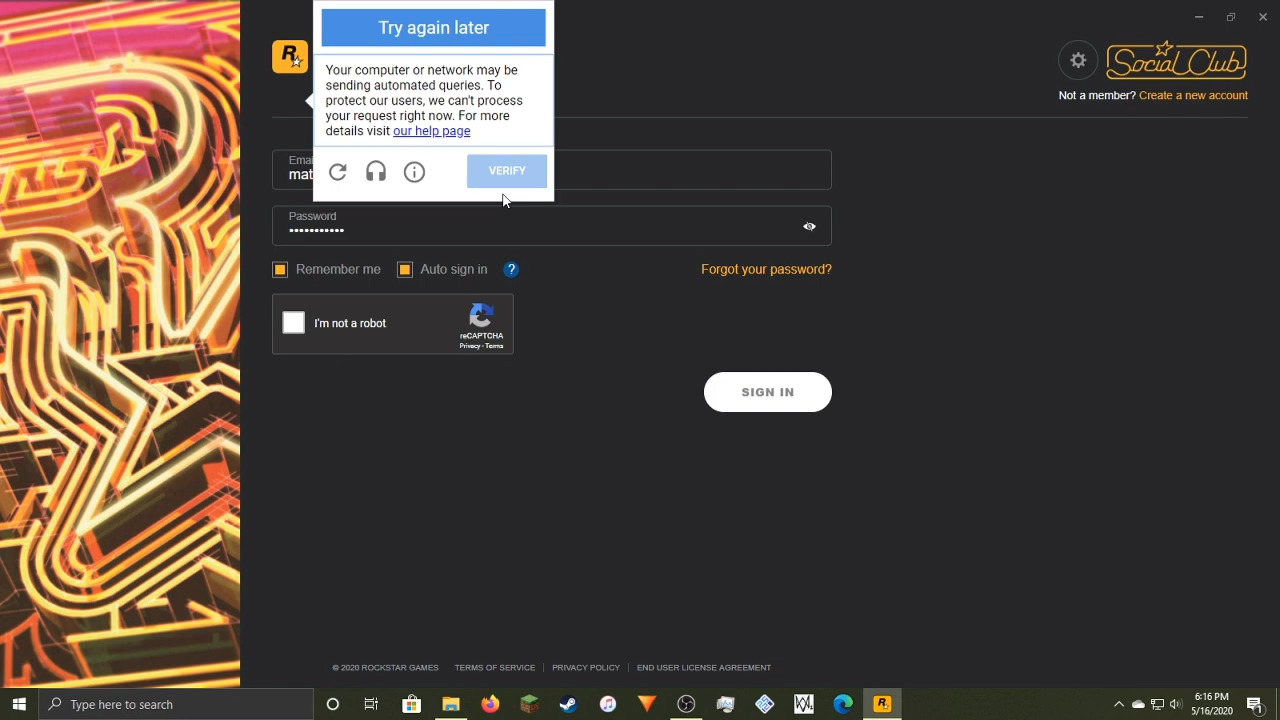 Try again later
Your computer or network may be
sending automated queries. To
protect our users, we can't process
your request right now. For more
details visit our help page
VERIFY
R
Social Club
Not a member? Create a new account
Emai
mat
Password
Remember me
Auto sign in
?
Forgot your password?
I'm not a robot
reCAPTCHA
Privacy - Terms
SIGN IN
© 2020 ROCKSTAR GAMES
TERMS OF SERVICE
PRIVACY POLICY
END USER LICENSE AGREEMENT
Type here to search
6:16 PM
5/16/2020
1